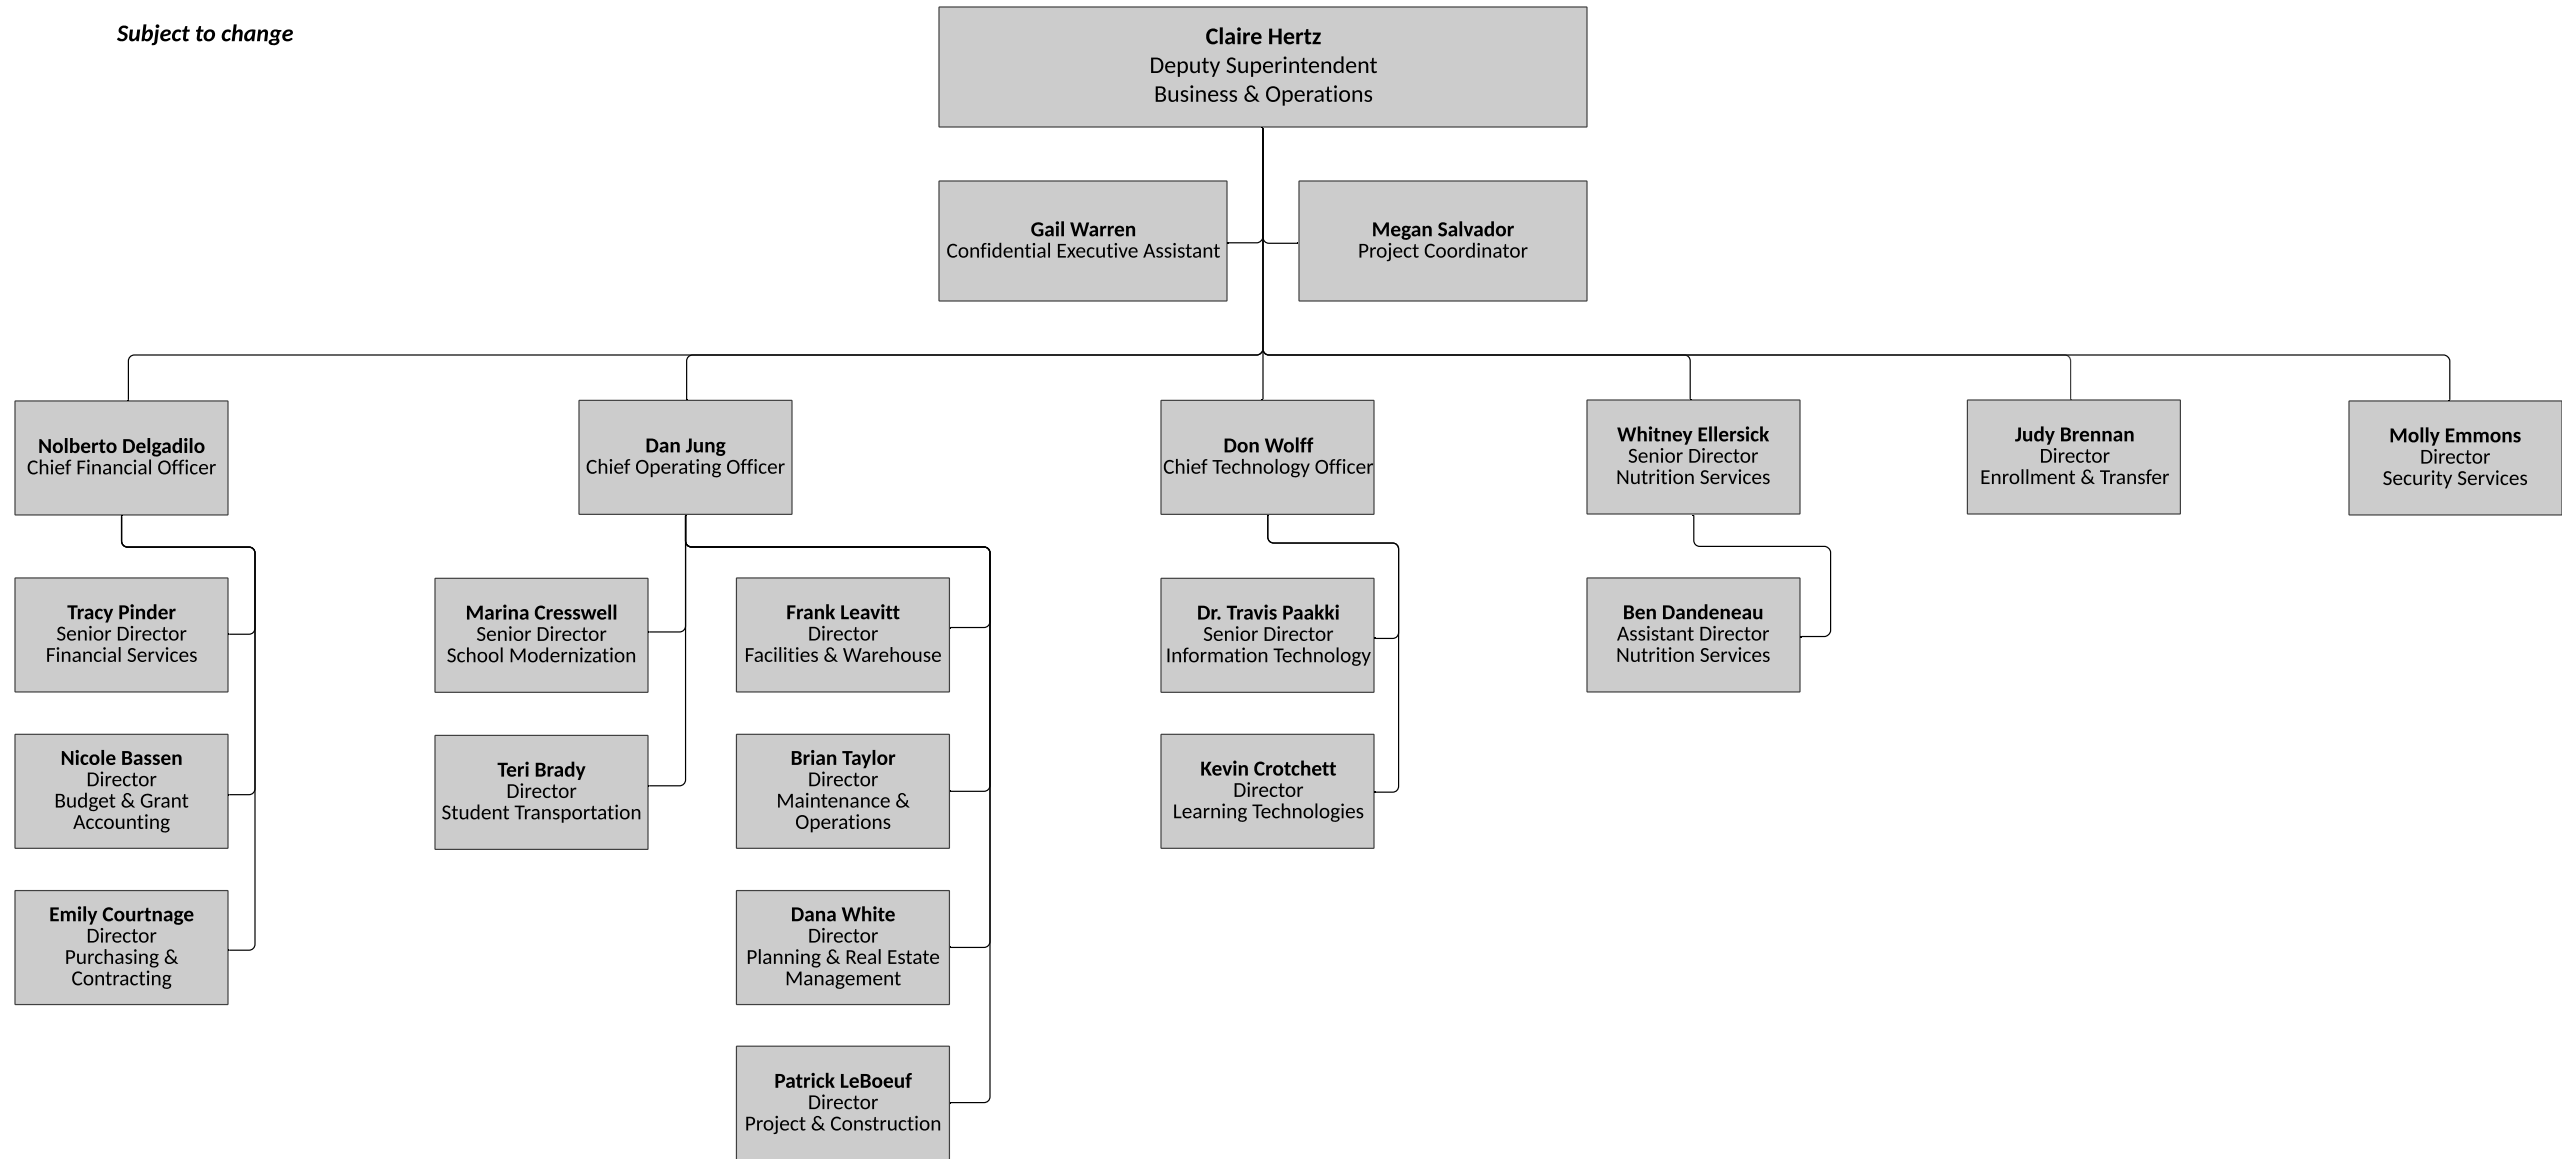 Subject to change
Claire Hertz
Deputy Superintendent
Business & Operations
Gail Warren
Confidential Executive Assistant
Megan Salvador
Project Coordinator
Nolberto Delgadilo
Chief Financial Officer
Dan Jung
Chief Operating Officer
Don Wolff
Chief Technology Officer
Whitney Ellersick
Senior Director
Nutrition Services
Judy Brennan
Director
Enrollment & Transfer
Molly Emmons
Director
Security Services
Tracy Pinder
Senior Director
Financial Services
Marina Cresswell
Senior Director
School Modernization
Frank Leavitt
Director
Facilities & Warehouse
Dr. Travis Paakki
Senior Director
Information Technology
Ben Dandeneau
Assistant Director
Nutrition Services
Nicole Bassen
Director
Budget & Grant
Accounting
Teri Brady
Director
Student Transportation
Brian Taylor
Director
Maintenance &
Operations
Kevin Crotchett
Director
Learning Technologies
Emily Courtnage
Director
Purchasing &
Contracting
Dana White
Director
Planning & Real Estate
Management
Patrick LeBoeuf
Director
Project & Construction